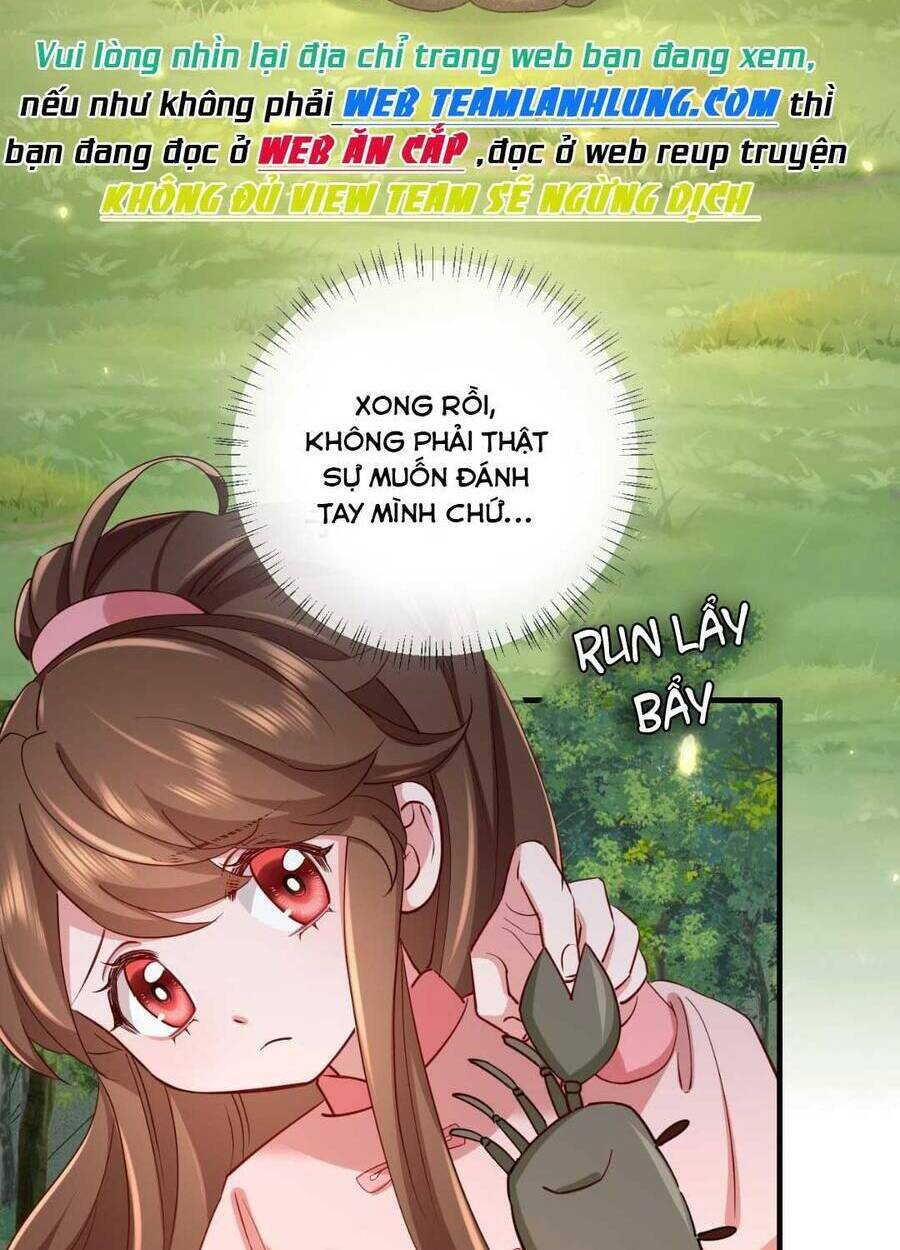 Vui lòng nhìn lại địa chỉ trang web bạn đang xem,
nếu như không phải WEB TEAMLANHLUNG.COM thì
bạn đang đọc ở WEB ĂN CẮP ,đọc ở web reup truyện
KHÔNG ĐỦ VIEW TEAM SẼ NGỪNG DỊCH
XONG RỒI,
KHÔNG PHẢI THẬT
SỰ MUỐN ĐÁNH
TAY MÌNH CHỨ...
RUN LẨY
BẨY